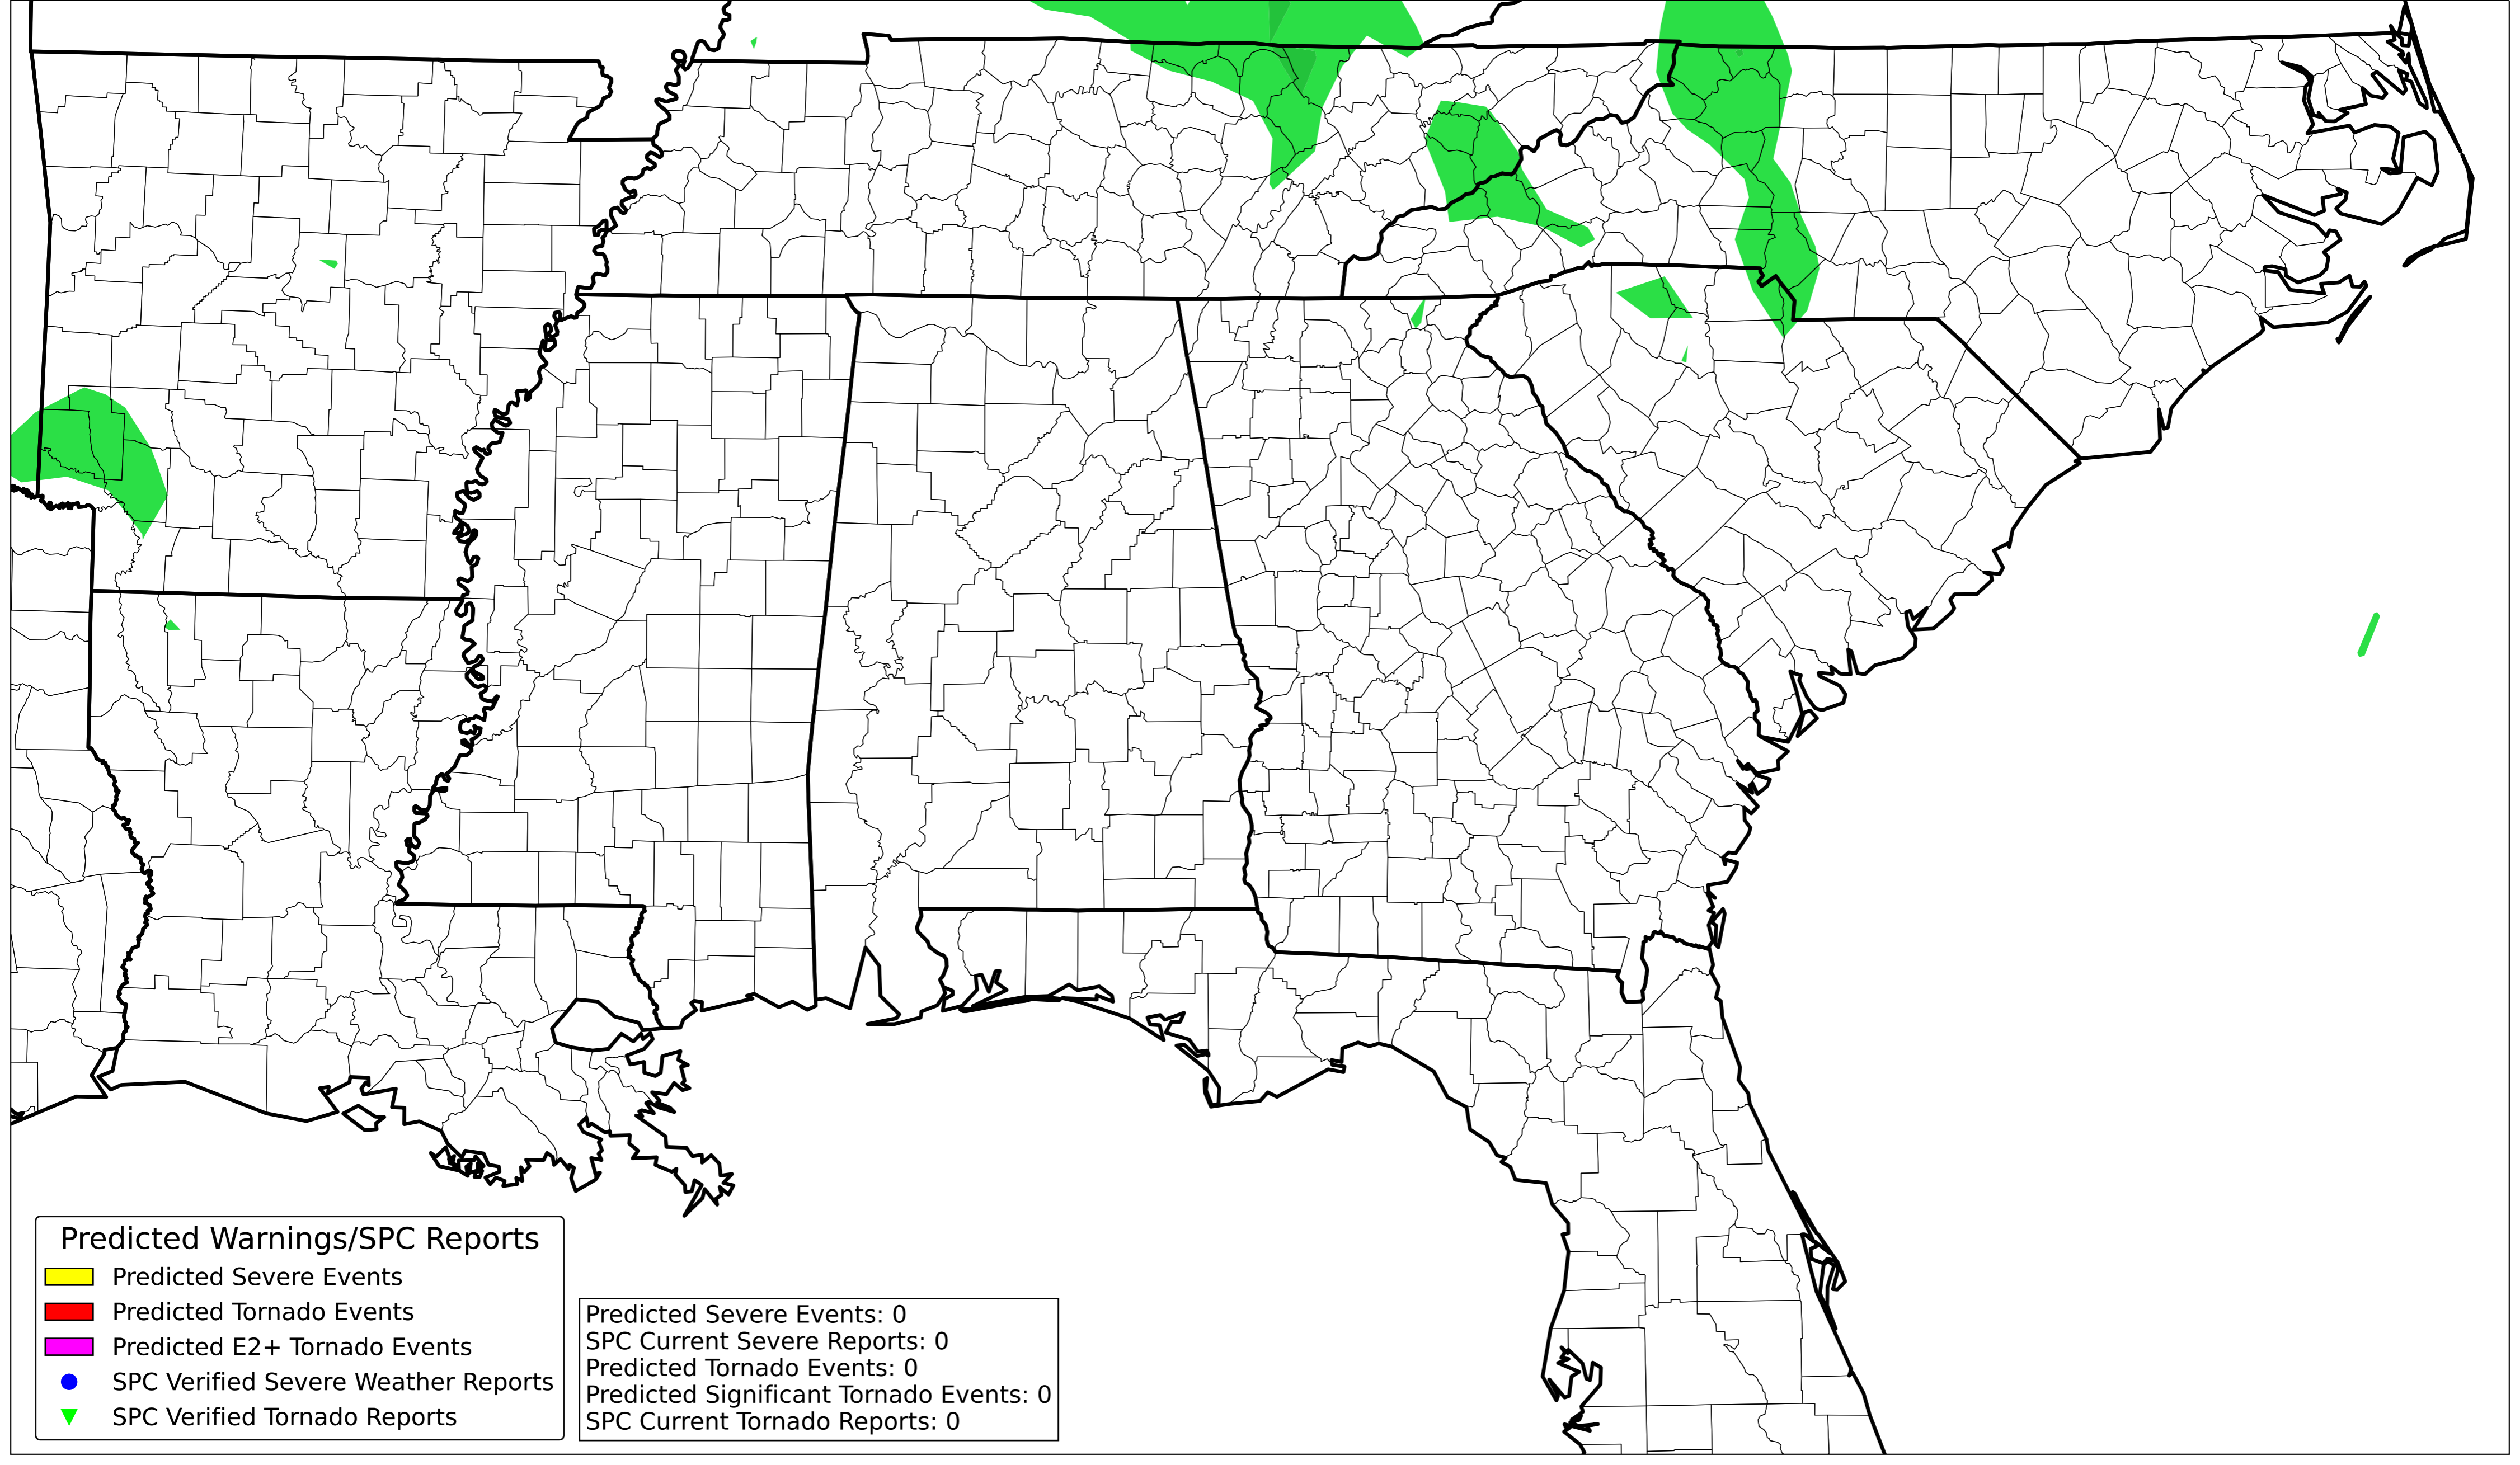 Predicted Warnings/SPC Reports
Predicted Severe Events
Predicted Tornado Events
Predicted E2+ Tornado Events
SPC Verified Severe Weather Reports
SPC Verified Tornado Reports
Predicted Severe Events: 0
SPC Current Severe Reports: 0
Predicted Tornado Events: 0
Predicted Significant Tornado Events: 0
SPC Current Tornado Reports: 0